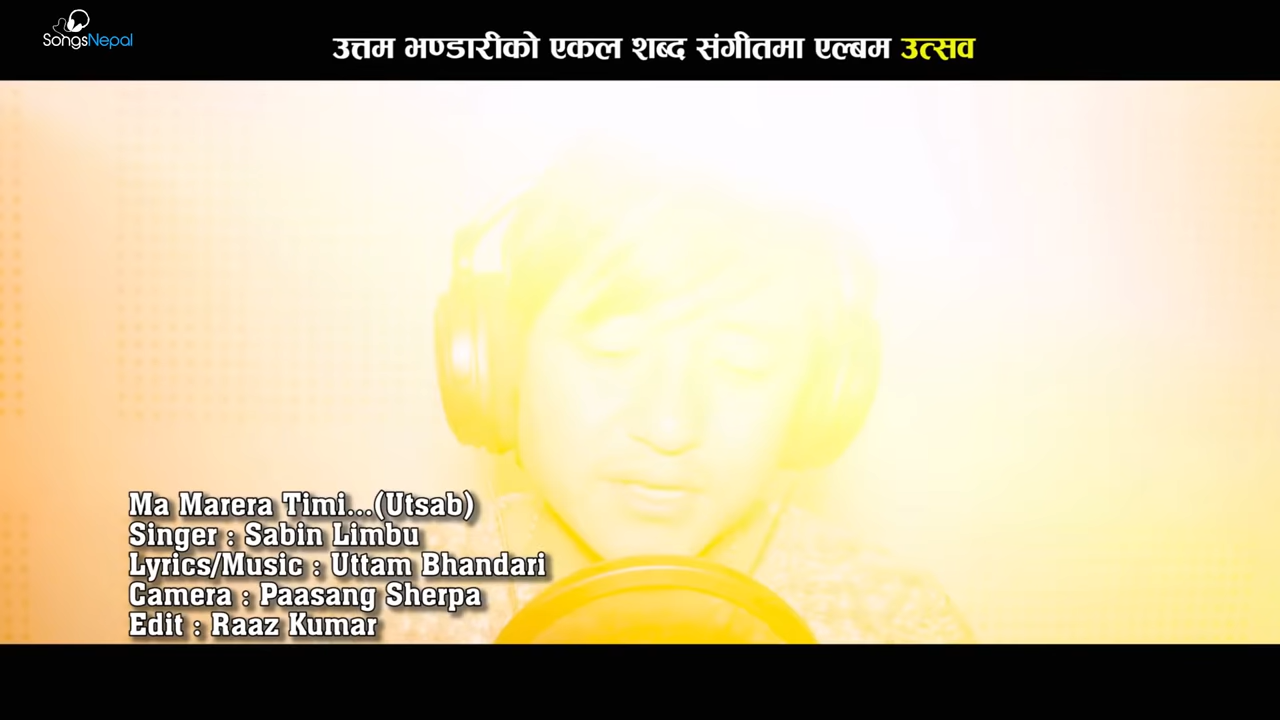 SongsNepal
उत्तम भण्डारीको एकल शब्द संगीतमा एल्बम उत्सव
Ma Marera Timi...(Utsab)
Singer : Sabin Limbu
Lyrics/Music : Uttam Bhandari
Camera : Paasang Sherpa
Edit : Raaz Kumar